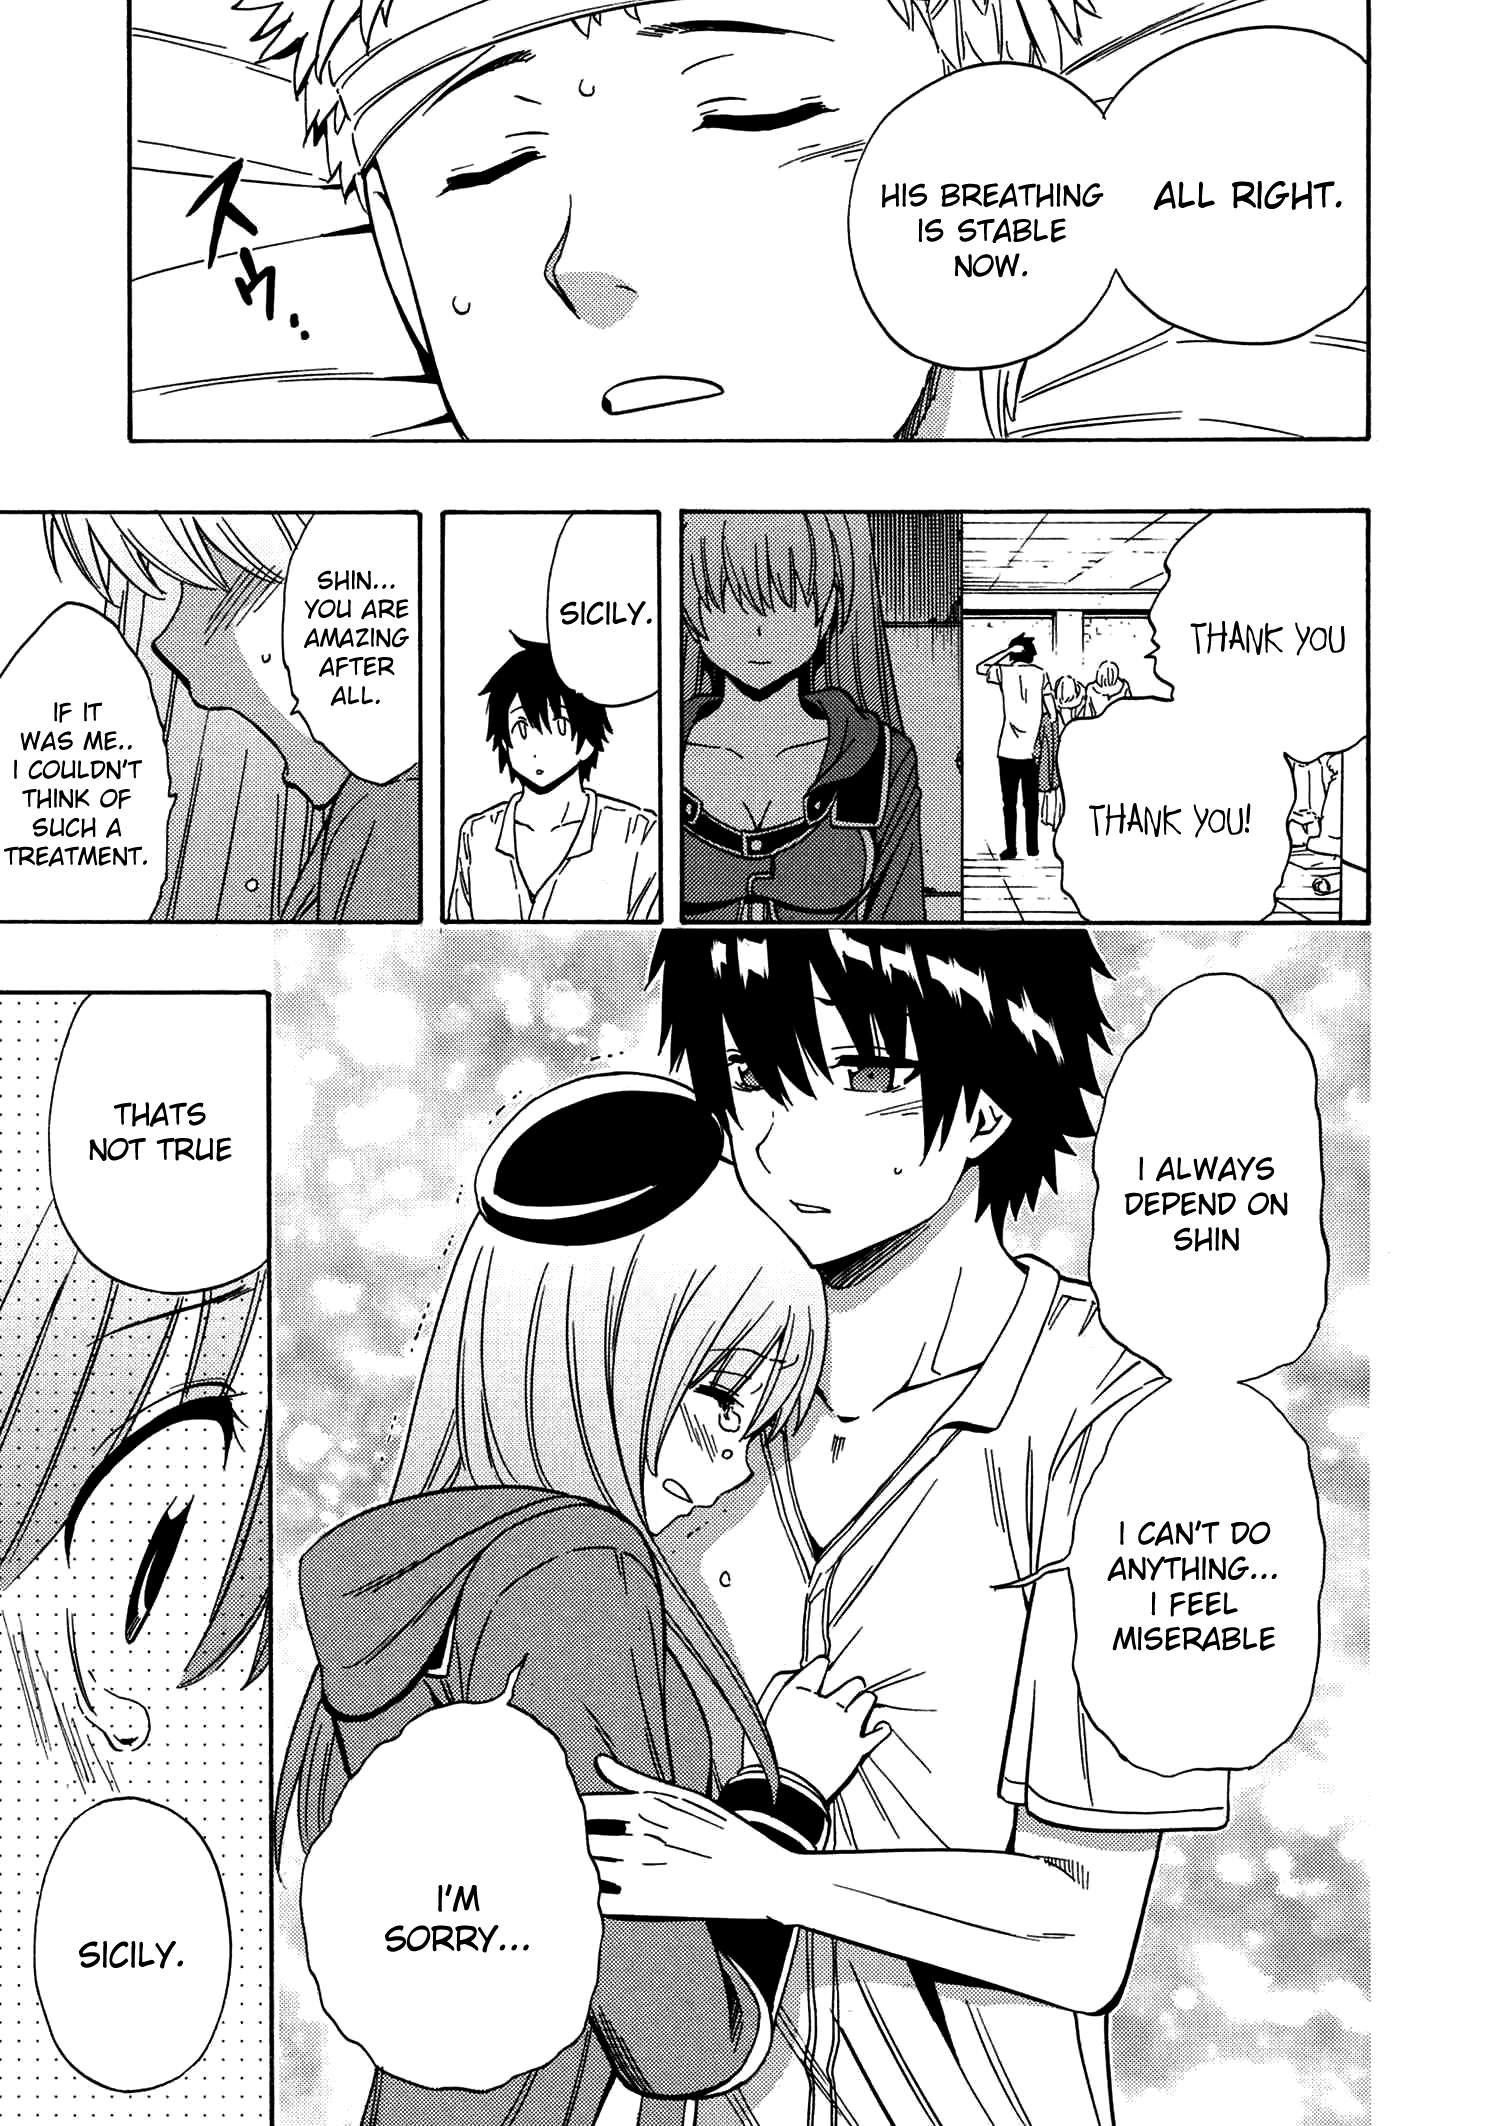 ALL RIGHT.
HIS BREATHING
IS STABLE
NOW.
スゥ..
THANK YOU
THANK YOU!
SICILY.
SHIN...
YOU ARE
AMAZING
AFTER
ALL.
IF IT
WAS ME..
I COULDN'T
THINK OF
SUCH A
TREATMENT.
I ALWAYS
DEPEND ON
SHIN
I CAN'T DO
ANYTHING...
I FEEL
MISERABLE
I'M
SORRY...
THATS
NOT TRUE
SICILY.